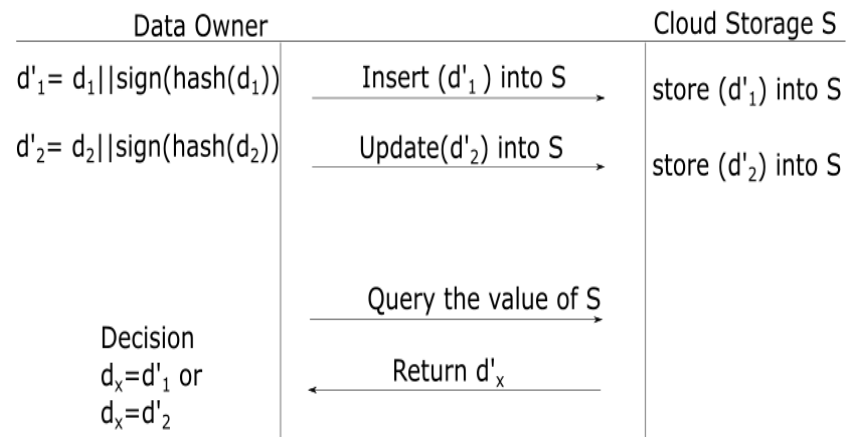 Data Owner
Cloud Storage S
d'₁= d₁||sign(hash(d₁))
Insert (d'₁ ) into S
store (d'₁) into S
d'₂= d₂||sign(hash(d₂))
Update(d'₂) into S
store (d'₂) into S
Query the value of S
Decision
dₓ=d'₁ or
dₓ=d'₂
Return d'ₓ